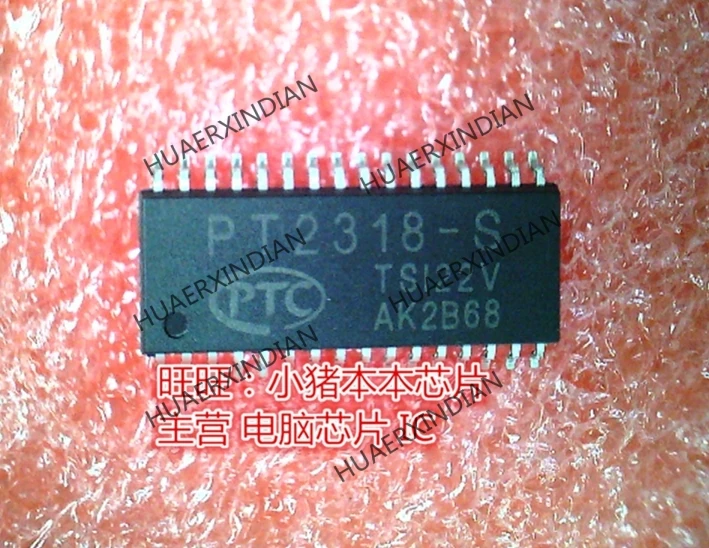 HUAERXINDIAN
HUAERXINDIAN
PT2318-S
HUAERXINDIAN
HUAERXINDIAN
PTC
TSI22V
AK2B68
旺旺：小猪本本芯片
主营 电脑芯片 IC
HUAERXINDIAN
HUAERXINDIAN